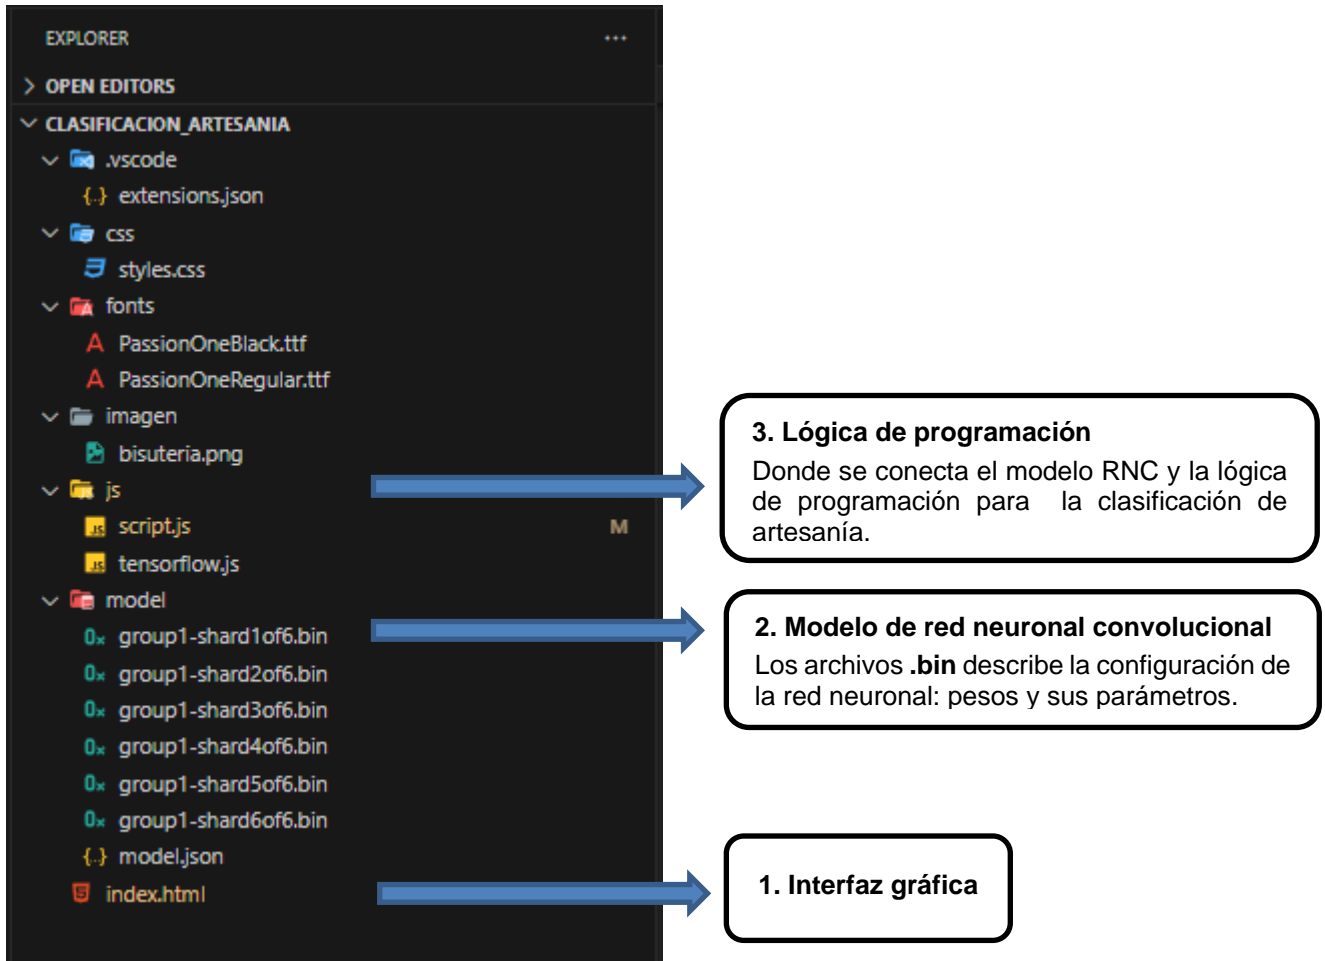 EXPLORER
OPEN EDITORS
CLASIFICACION_ARTESANIA
.vscode
{..} extensions.json
css
styles.css
fonts
A PassionOneBlack.ttf
A PassionOneRegular.ttf
imagen
bisuteria.png
js
JS script.js M
JS tensorflow.js
model
group1-shard1of6.bin
group1-shard2of6.bin
group1-shard3of6.bin
group1-shard4of6.bin
group1-shard5of6.bin
group1-shard6of6.bin
{..} model.json
index.html
3. Lógica de programación
Donde se conecta el modelo RNC y la lógica
de programación para la clasificación de
artesanía.
2. Modelo de red neuronal convolucional
Los archivos .bin describe la configuración de
la red neuronal: pesos y sus parámetros.
1. Interfaz gráfica